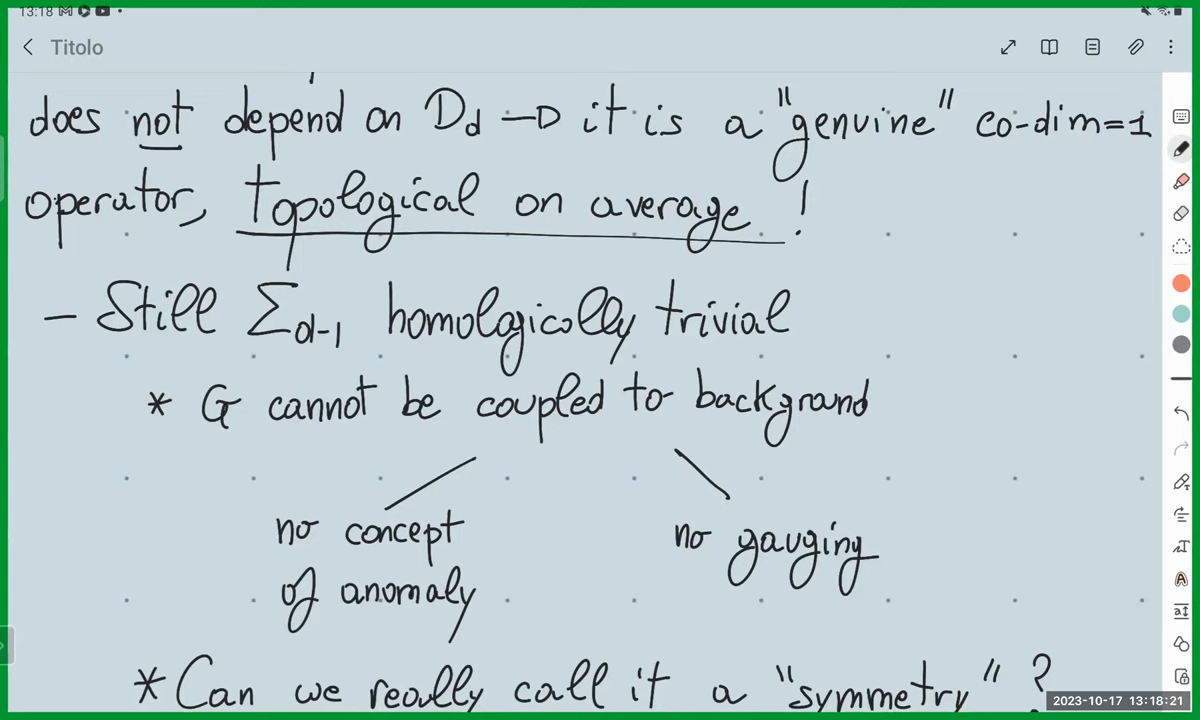 13:18
Titolo
does not depend on D_d → it is a "genuine" co-dim=1
operator, topological on average!
- Still Σ_{d-1} homologically trivial
* G cannot be coupled to background
no concept
of anomaly
no gauging
* Can we really call it a "symmetry"?
2023-10-17 13:18:21